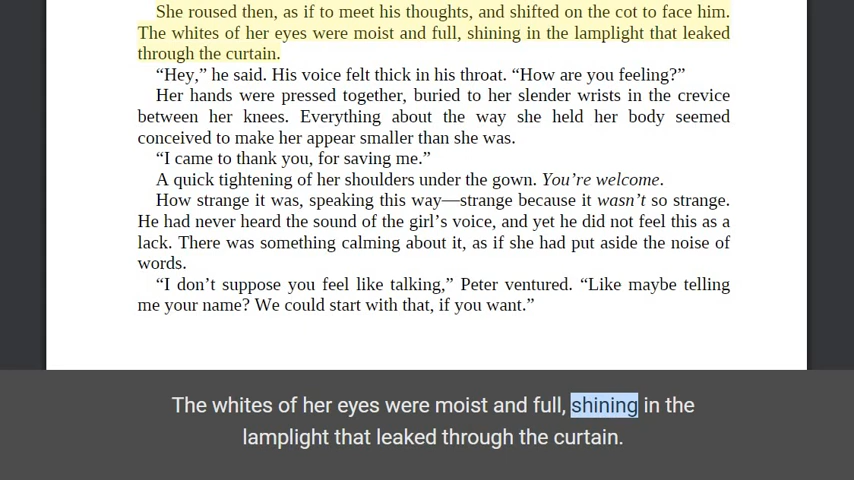 She roused then, as if to meet his thoughts, and shifted on the cot to face him.
The whites of her eyes were moist and full, shining in the lamplight that leaked
through the curtain.
“Hey,” he said. His voice felt thick in his throat. “How are you feeling?”
Her hands were pressed together, buried to her slender wrists in the crevice
between her knees. Everything about the way she held her body seemed
conceived to make her appear smaller than she was.
“I came to thank you, for saving me.”
A quick tightening of her shoulders under the gown. You’re welcome.
How strange it was, speaking this way—strange because it wasn’t so strange.
He had never heard the sound of the girl’s voice, and yet he did not feel this as a
lack. There was something calming about it, as if she had put aside the noise of
words.
“I don’t suppose you feel like talking,” Peter ventured. “Like maybe telling
me your name? We could start with that, if you want.”
The whites of her eyes were moist and full, shining in the
lamplight that leaked through the curtain.